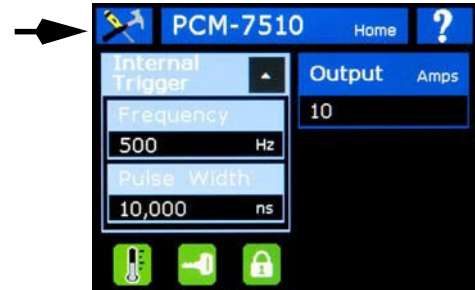 PCM-7510 Home ?
Internal
Trigger
Frequency
500 Hz
Pulse Width
10,000 ns
Output Amps
10